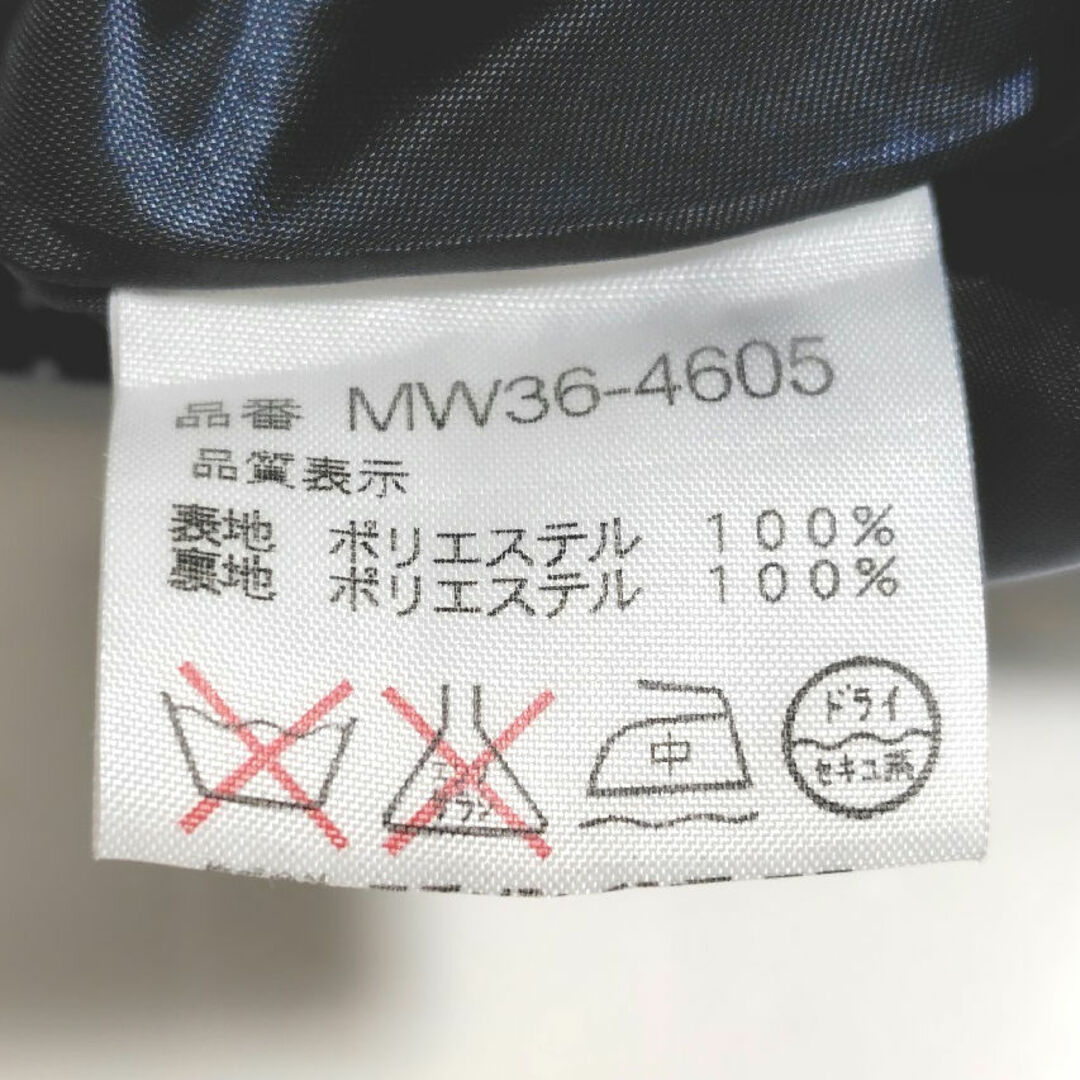 品番 MW36-4605
品質表示
表地 ポリエステル 100%
裏地 ポリエステル 100%
中
ドライ
セキユ系